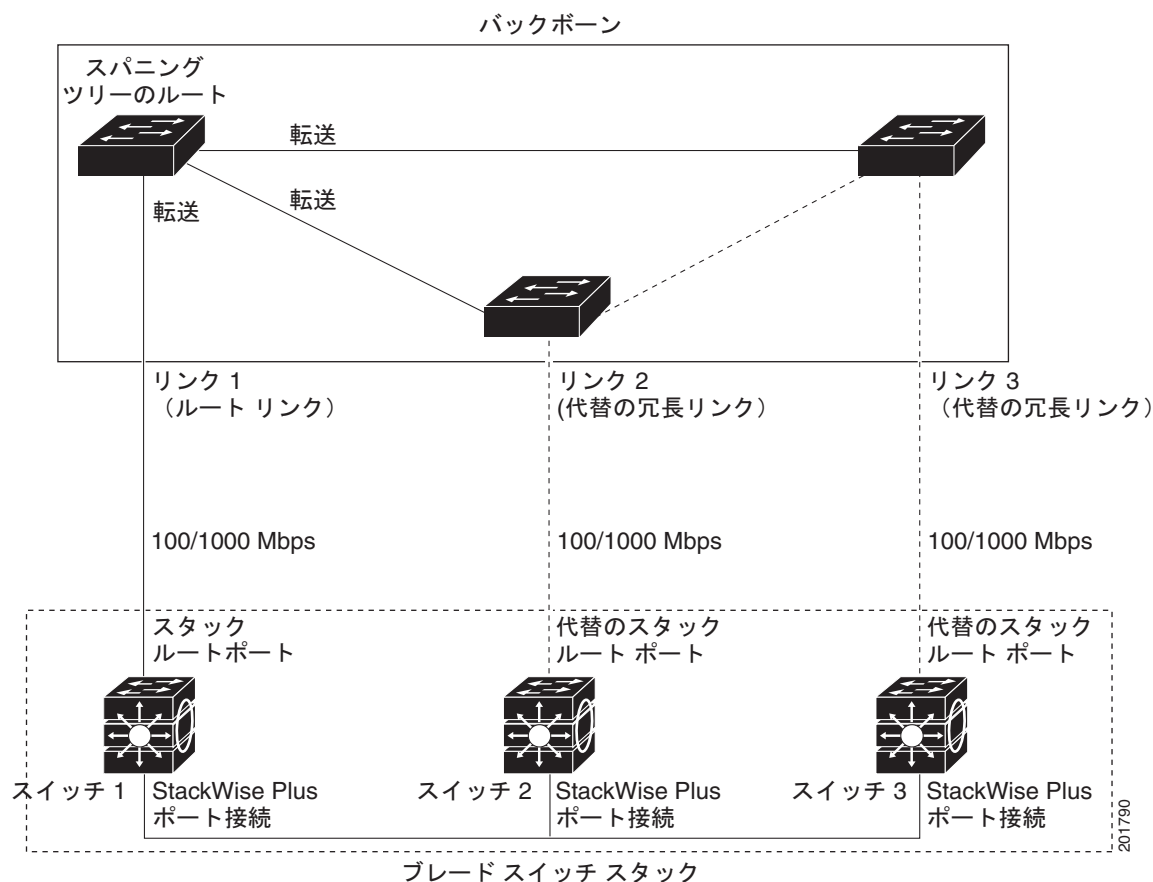 バックボーン
スパニング
ツリーのルート
転送
転送
転送
リンク 1
（ルート リンク）
リンク 2
(代替の冗長リンク）
リンク 3
（代替の冗長リンク）
100/1000 Mbps
100/1000 Mbps
100/1000 Mbps
スタック
ルートポート
代替のスタック
ルート ポート
代替のスタック
ルート ポート
スイッチ 1
StackWise Plus
ポート接続
スイッチ 2
StackWise Plus
ポート接続
スイッチ 3
StackWise Plus
ポート接続
201790
ブレード スイッチ スタック